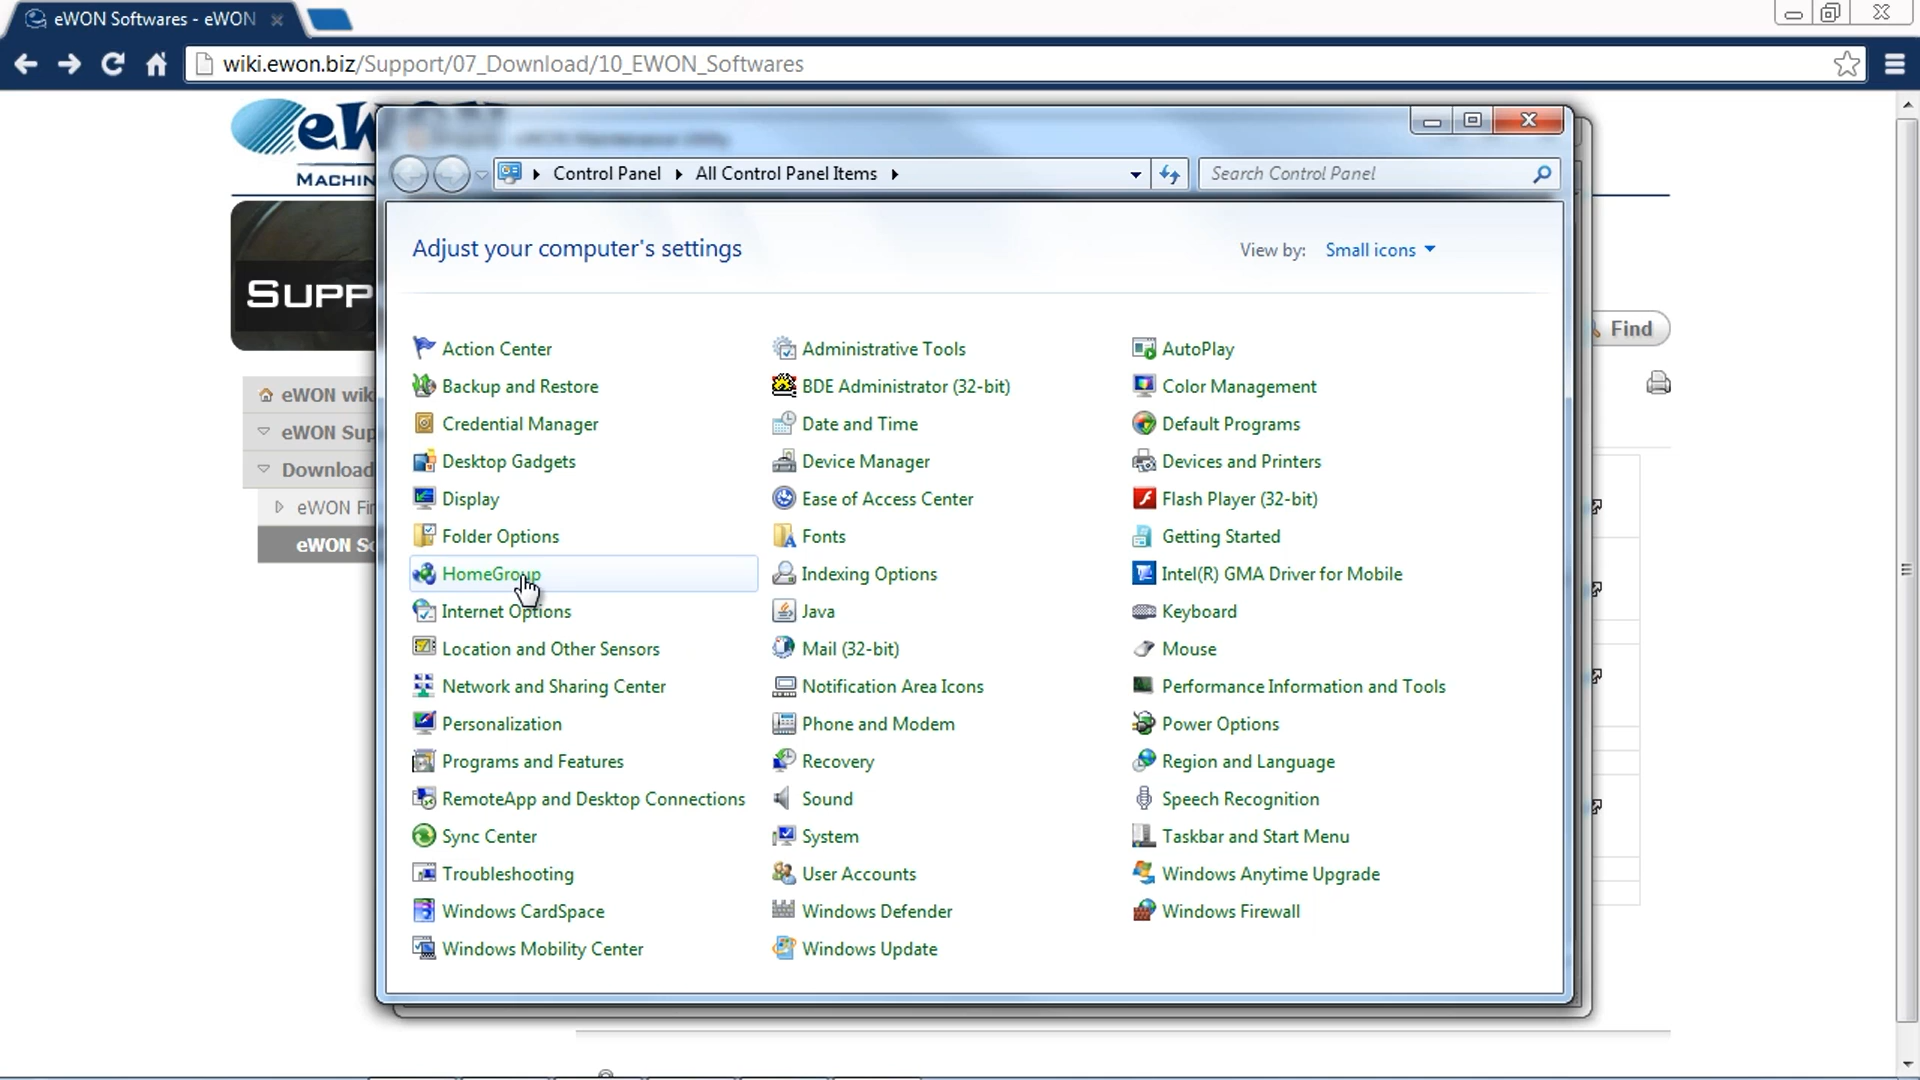 eWON Softwares - eWON
wiki.ewon.biz/Support/07_Download/10_EWON_Softwares
eW
MACHIN
Control Panel
All Control Panel Items
Search Control Panel
SUPP
Adjust your computer's settings
View by: Small icons
Find
Action Center
Administrative Tools
AutoPlay
eWON wik
Backup and Restore
BDE Administrator (32-bit)
Color Management
eWON Sup
Credential Manager
Date and Time
Default Programs
Download
Desktop Gadgets
Device Manager
Devices and Printers
eWON Fir
Display
Ease of Access Center
Flash Player (32-bit)
eWON So
Folder Options
Fonts
Getting Started
HomeGroup
Indexing Options
Intel(R) GMA Driver for Mobile
Internet Options
Java
Keyboard
Location and Other Sensors
Mail (32-bit)
Mouse
Network and Sharing Center
Notification Area Icons
Performance Information and Tools
Personalization
Phone and Modem
Power Options
Programs and Features
Recovery
Region and Language
RemoteApp and Desktop Connections
Sound
Speech Recognition
Sync Center
System
Taskbar and Start Menu
Troubleshooting
User Accounts
Windows Anytime Upgrade
Windows CardSpace
Windows Defender
Windows Firewall
Windows Mobility Center
Windows Update